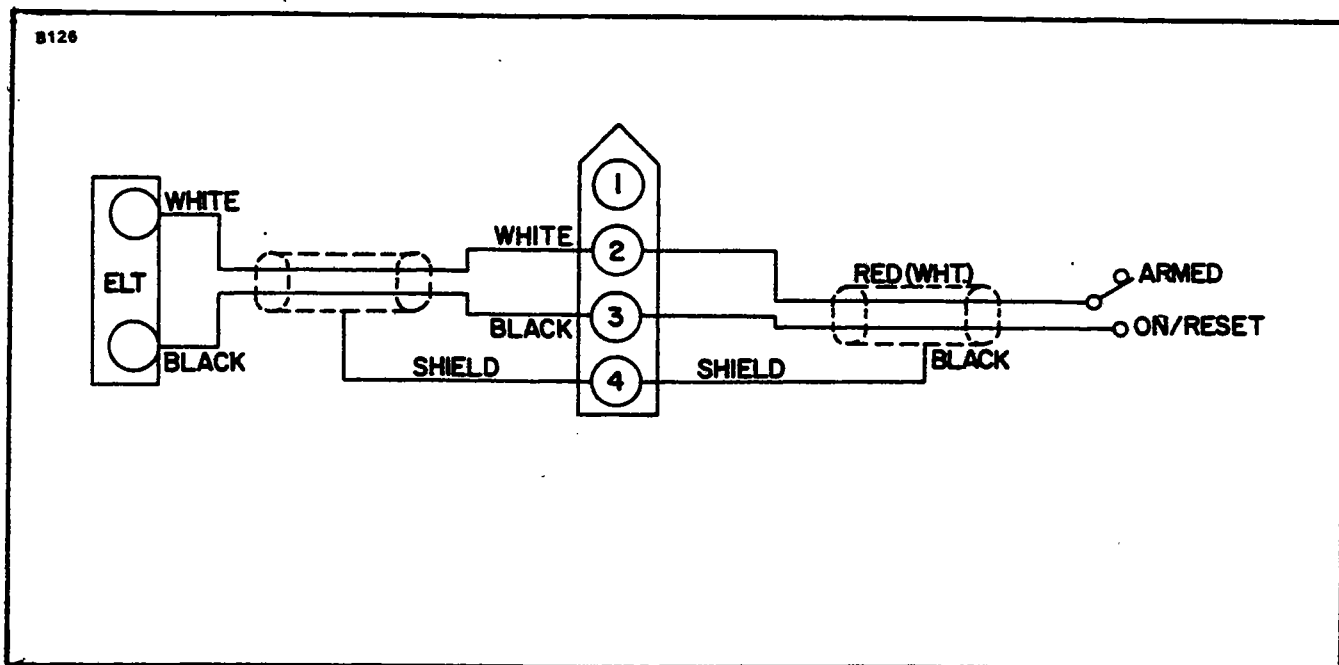 B126
1
WHITE
WHITE
2
RED (WHT.)
ARMED
ELT
3
ON/RESET
BLACK
BLACK
BLACK
SHIELD
4
SHIELD